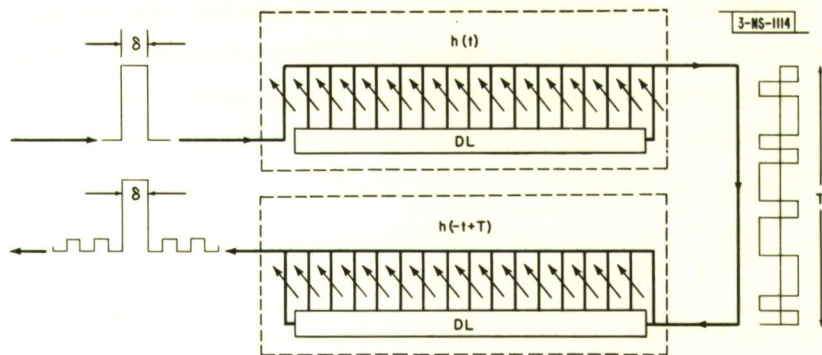 3-NS-1114
h(t)
δ
DL
T
δ
h(-t+T)
DL